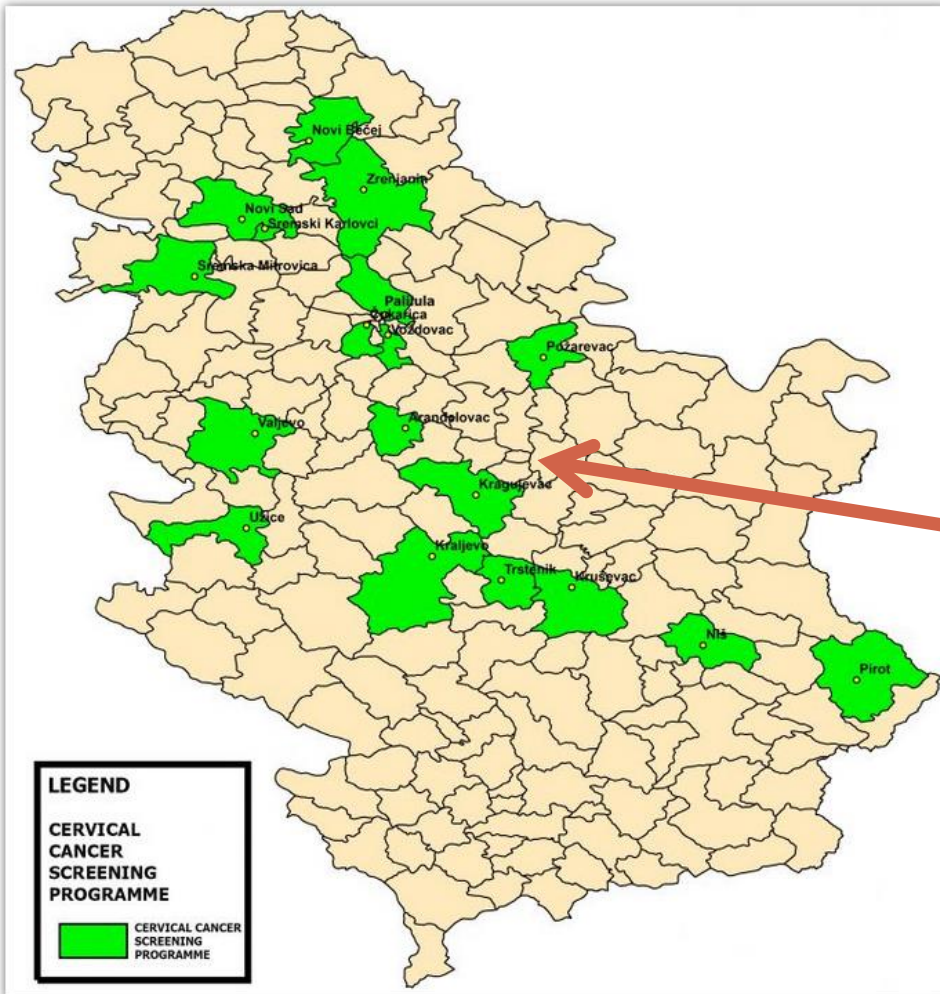 Novi Bečej
Zrenjanin
Novi Sad
Sremski Karlovci
Sremska Mitrovica
Palilula
Čukarica
Voždovac
Požarevac
Valjevo
Aranđelovac
Kragujevac
Užice
Kraljevo
Trstenik
Kruševac
Niš
Pirot
LEGEND
CERVICAL
CANCER
SCREENING
PROGRAMME
CERVICAL CANCER
SCREENING
PROGRAMME